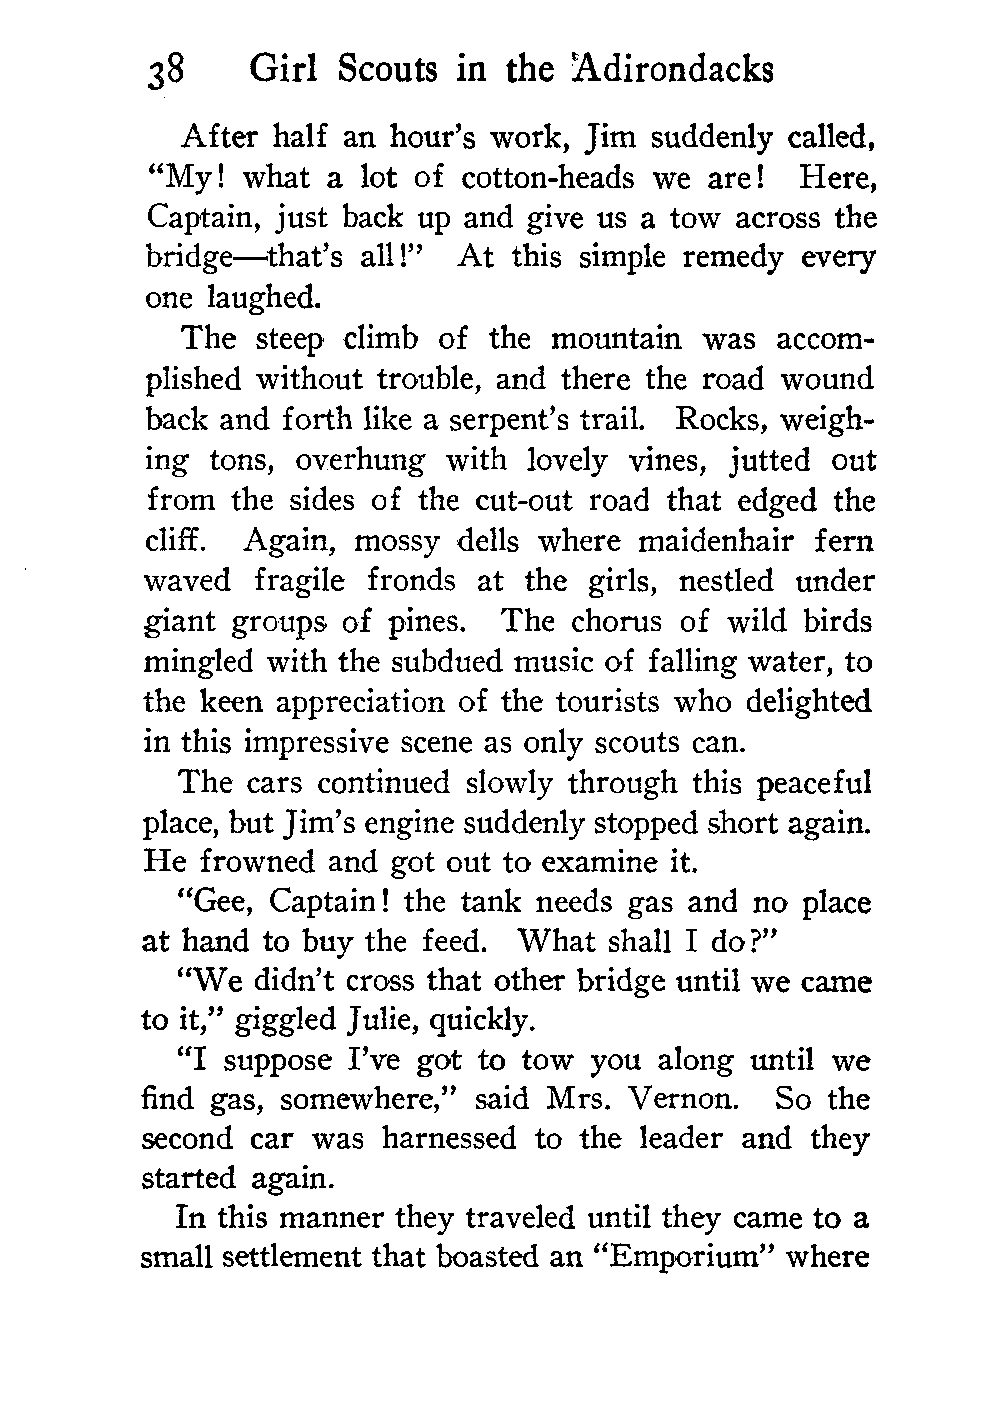 38 Girl Scouts in the Adirondacks
After half an hour's work, Jim suddenly called,
“My! what a lot of cotton-heads we are! Here,
Captain, just back up and give us a tow across the
bridge—that's all!” At this simple remedy every
one laughed.
The steep climb of the mountain was accom-
plished without trouble, and there the road wound
back and forth like a serpent's trail. Rocks, weigh-
ing tons, overhung with lovely vines, jutted out
from the sides of the cut-out road that edged the
cliff. Again, mossy dells where maidenhair fern
waved fragile fronds at the girls, nestled under
giant groups of pines. The chorus of wild birds
mingled with the subdued music of falling water, to
the keen appreciation of the tourists who delighted
in this impressive scene as only scouts can.
The cars continued slowly through this peaceful
place, but Jim's engine suddenly stopped short again.
He frowned and got out to examine it.
“Gee, Captain! the tank needs gas and no place
at hand to buy the feed. What shall I do?”
“We didn't cross that other bridge until we came
to it,” giggled Julie, quickly.
“I suppose I've got to tow you along until we
find gas, somewhere,” said Mrs. Vernon. So the
second car was harnessed to the leader and they
started again.
In this manner they traveled until they came to a
small settlement that boasted an “Emporium” where